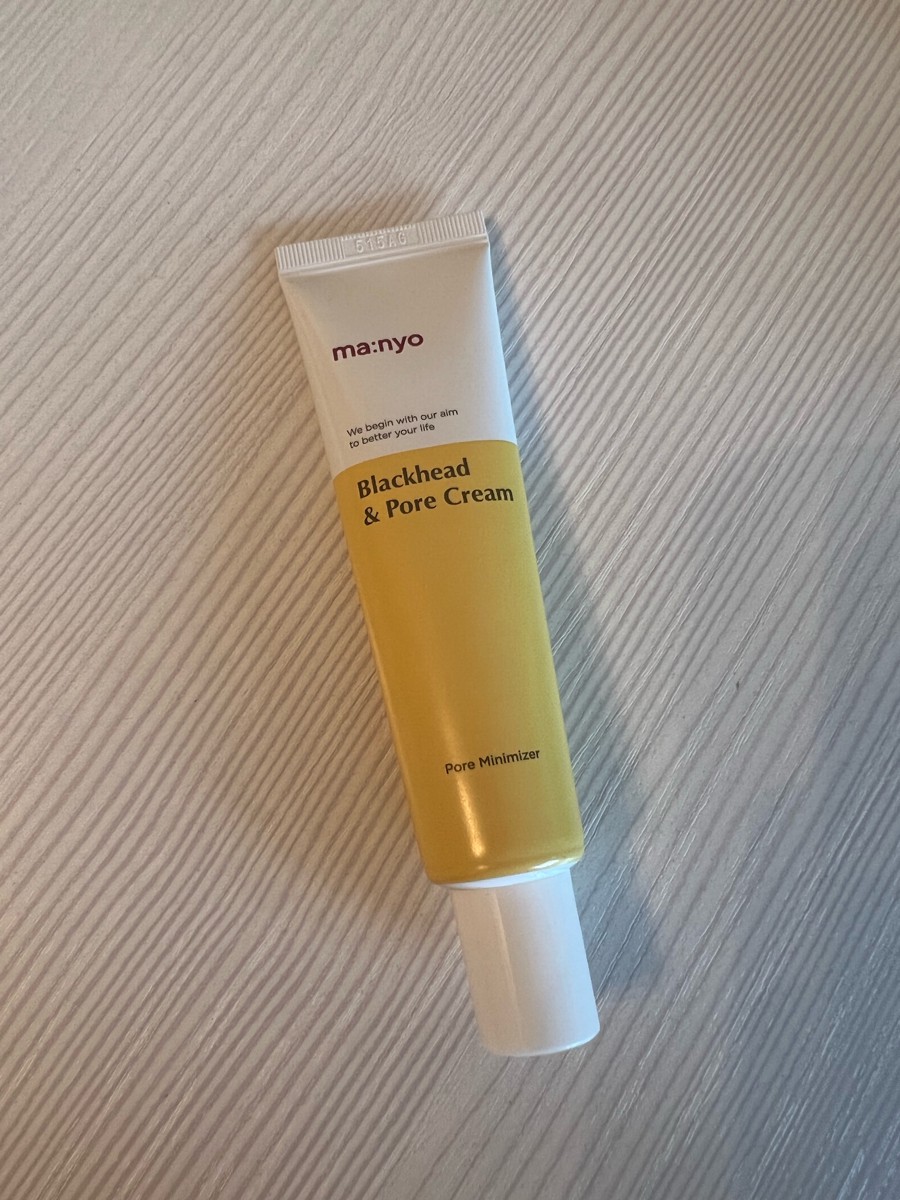 515A6
ma:nyo
We begin with our aim
to better your life
Blackhead
& Pore Cream
Pore Minimizer